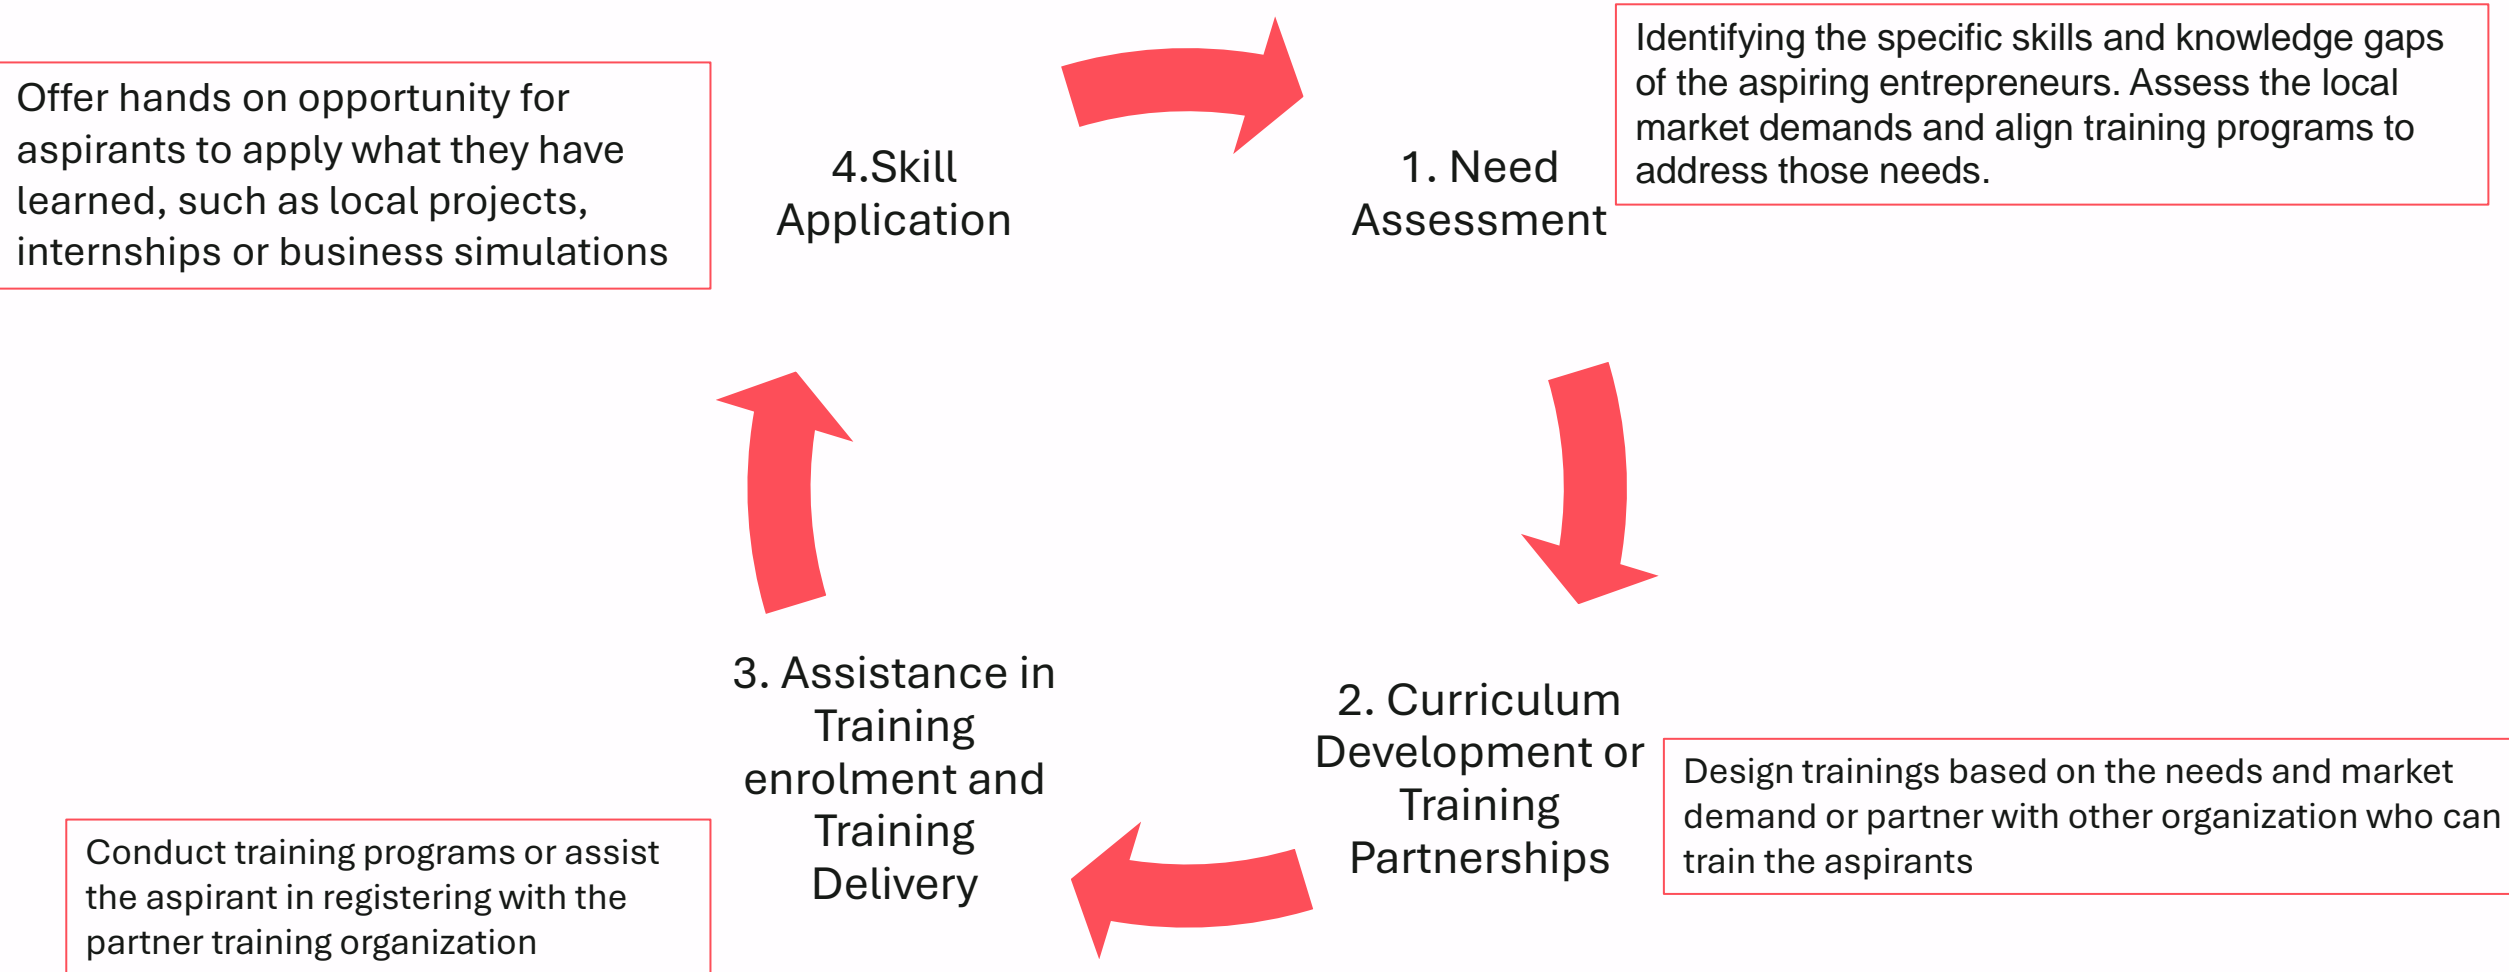 Identifying the specific skills and knowledge gaps
of the aspiring entrepreneurs. Assess the local
market demands and align training programs to
address those needs.
Offer hands on opportunity for
aspirants to apply what they have
learned, such as local projects,
internships or business simulations
4.Skill
Application
1. Need
Assessment
3. Assistance in
Training
enrolment and
Training
Delivery
2. Curriculum
Development or
Training
Partnerships
Design trainings based on the needs and market
demand or partner with other organization who can
train the aspirants
Conduct training programs or assist
the aspirant in registering with the
partner training organization